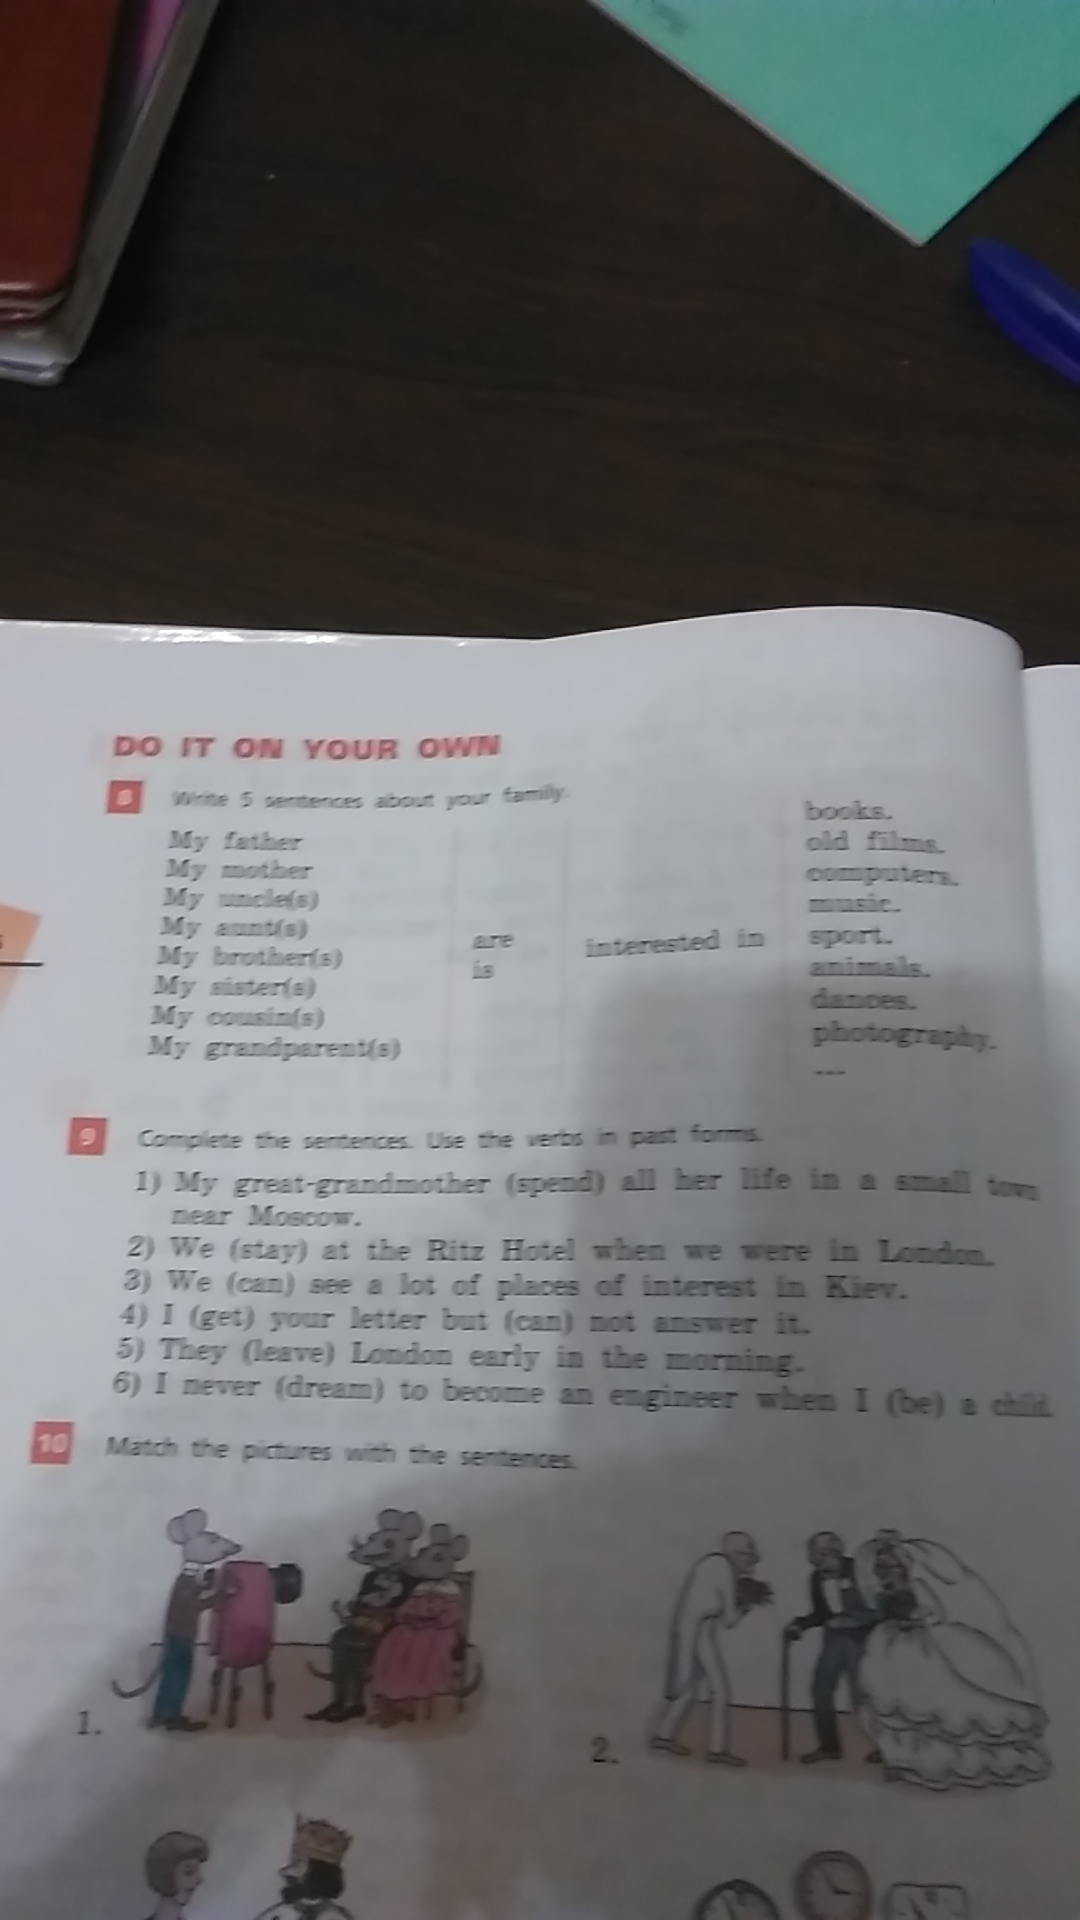 DO IT ON YOUR OWN
8 Write 5 sentences about your family.
My father
My mother
My uncle(s)
My aunt(s)
My brother(s)
My sister(s)
My cousin(s)
My grandparent(s)
are
is
interested in
books.
old films.
computers.
music.
sport.
animals.
dances.
photography.
...
9 Complete the sentences. Use the verbs in past forms.
1) My great-grandmother (spend) all her life in a small town
near Moscow.
2) We (stay) at the Ritz Hotel when we were in London.
3) We (can) see a lot of places of interest in Kiev.
4) I (get) your letter but (can) not answer it.
5) They (leave) London early in the morning.
6) I never (dream) to become an engineer when I (be) a child.
10 Match the pictures with the sentences.
1.
2.